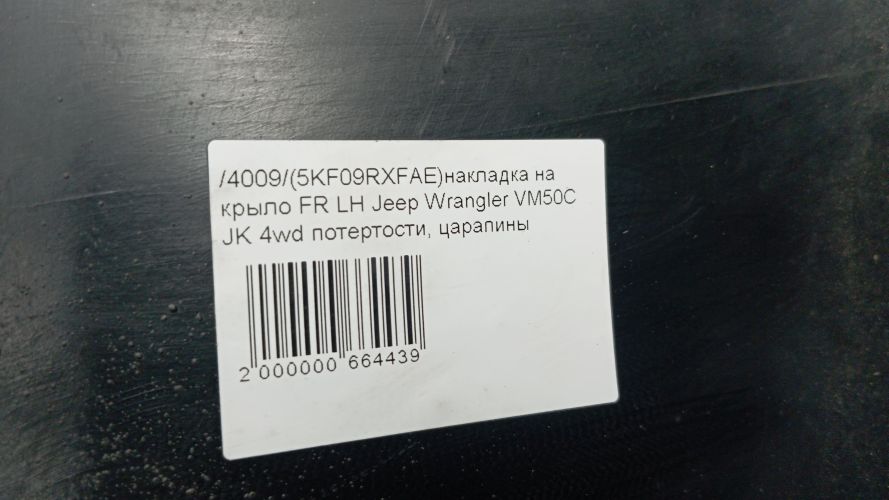 /4009/(5KF09RXFAE)накладка на
крыло FR LH Jeep Wrangler VM50C
JK 4wd потертости, царапины
2 000000 664439